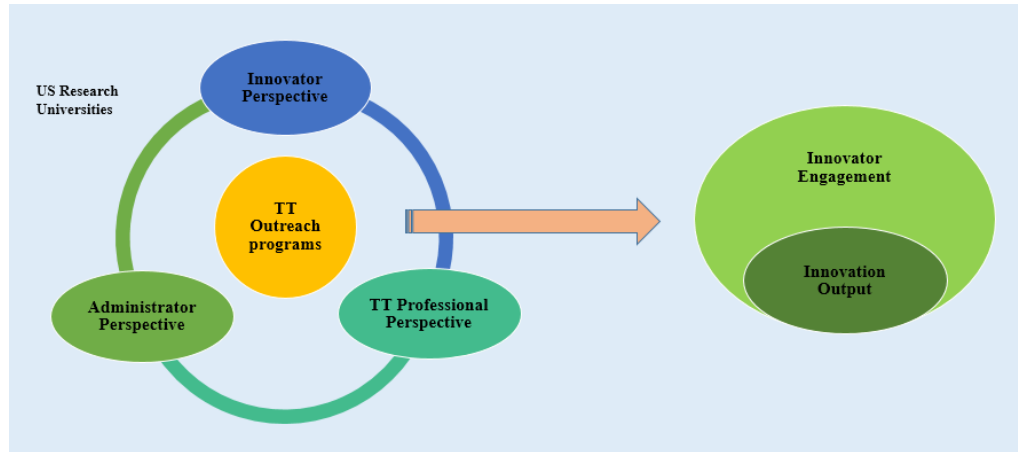 US Research
Universities
Innovator
Perspective
TT
Outreach
programs
Administrator
Perspective
TT Professional
Perspective
Innovator
Engagement
Innovation
Output